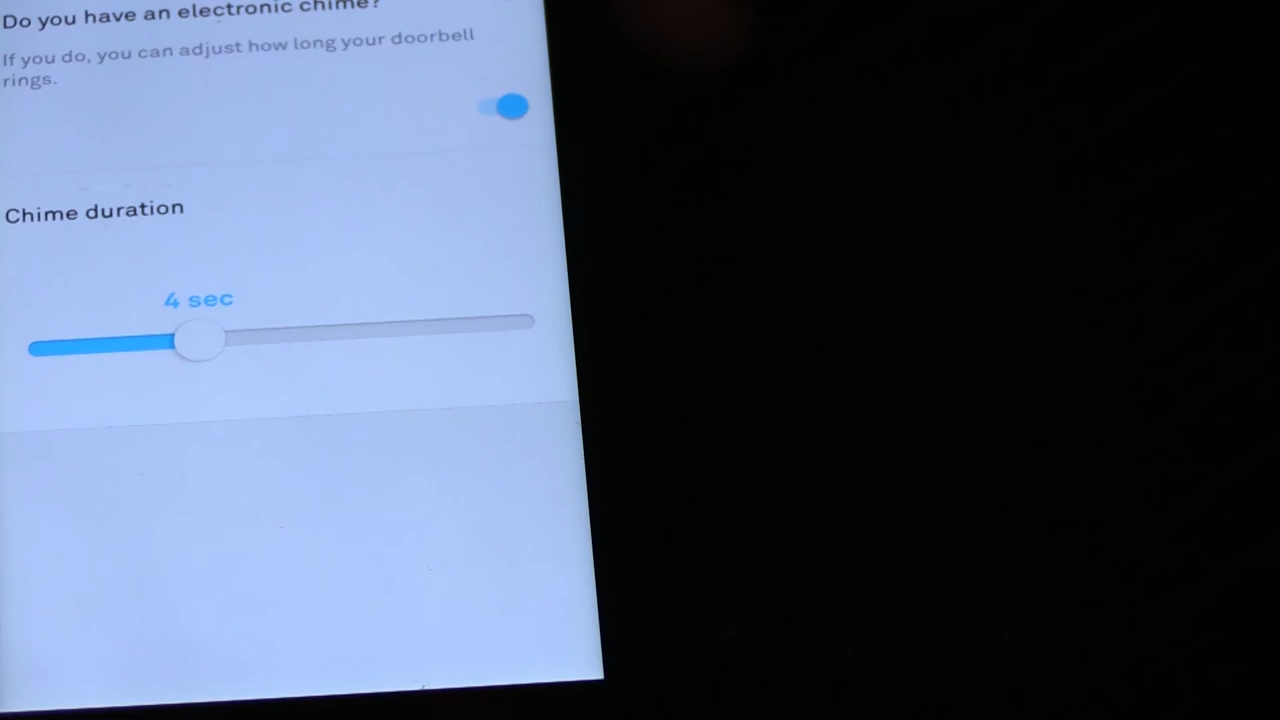 Do you have an electronic chime?
If you do, you can adjust how long your doorbell
rings.
Chime duration
4 sec